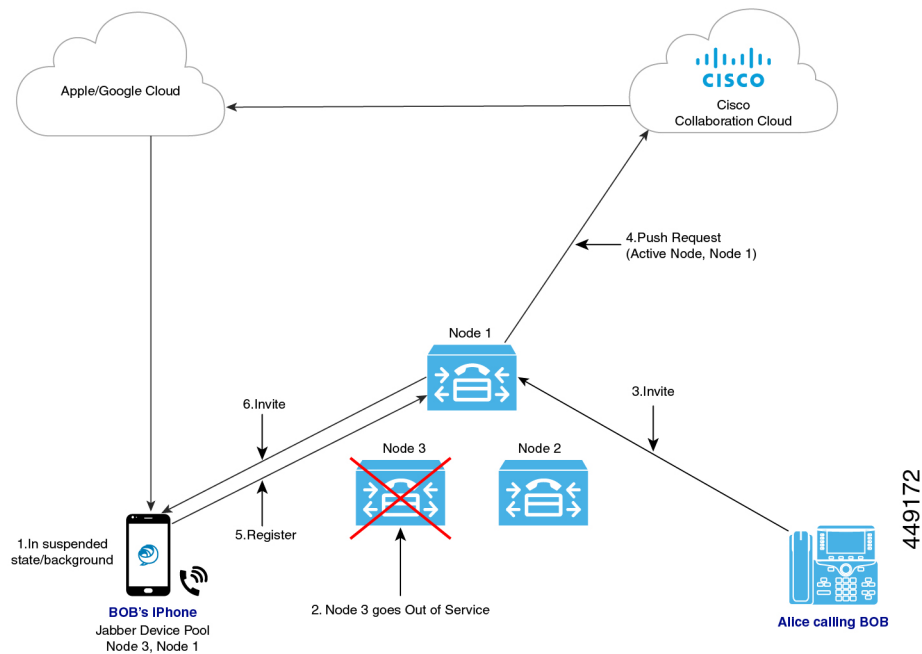 Apple/Google Cloud
CISCO
Cisco
Collaboration Cloud
4.Push Request
(Active Node, Node 1)
Node 1
6.Invite
3.Invite
Node 3
Node 2
5.Register
1.In suspended
state/background
2. Node 3 goes Out of Service
BOB's IPhone
Jabber Device Pool
Node 3, Node 1
Alice calling BOB
449172